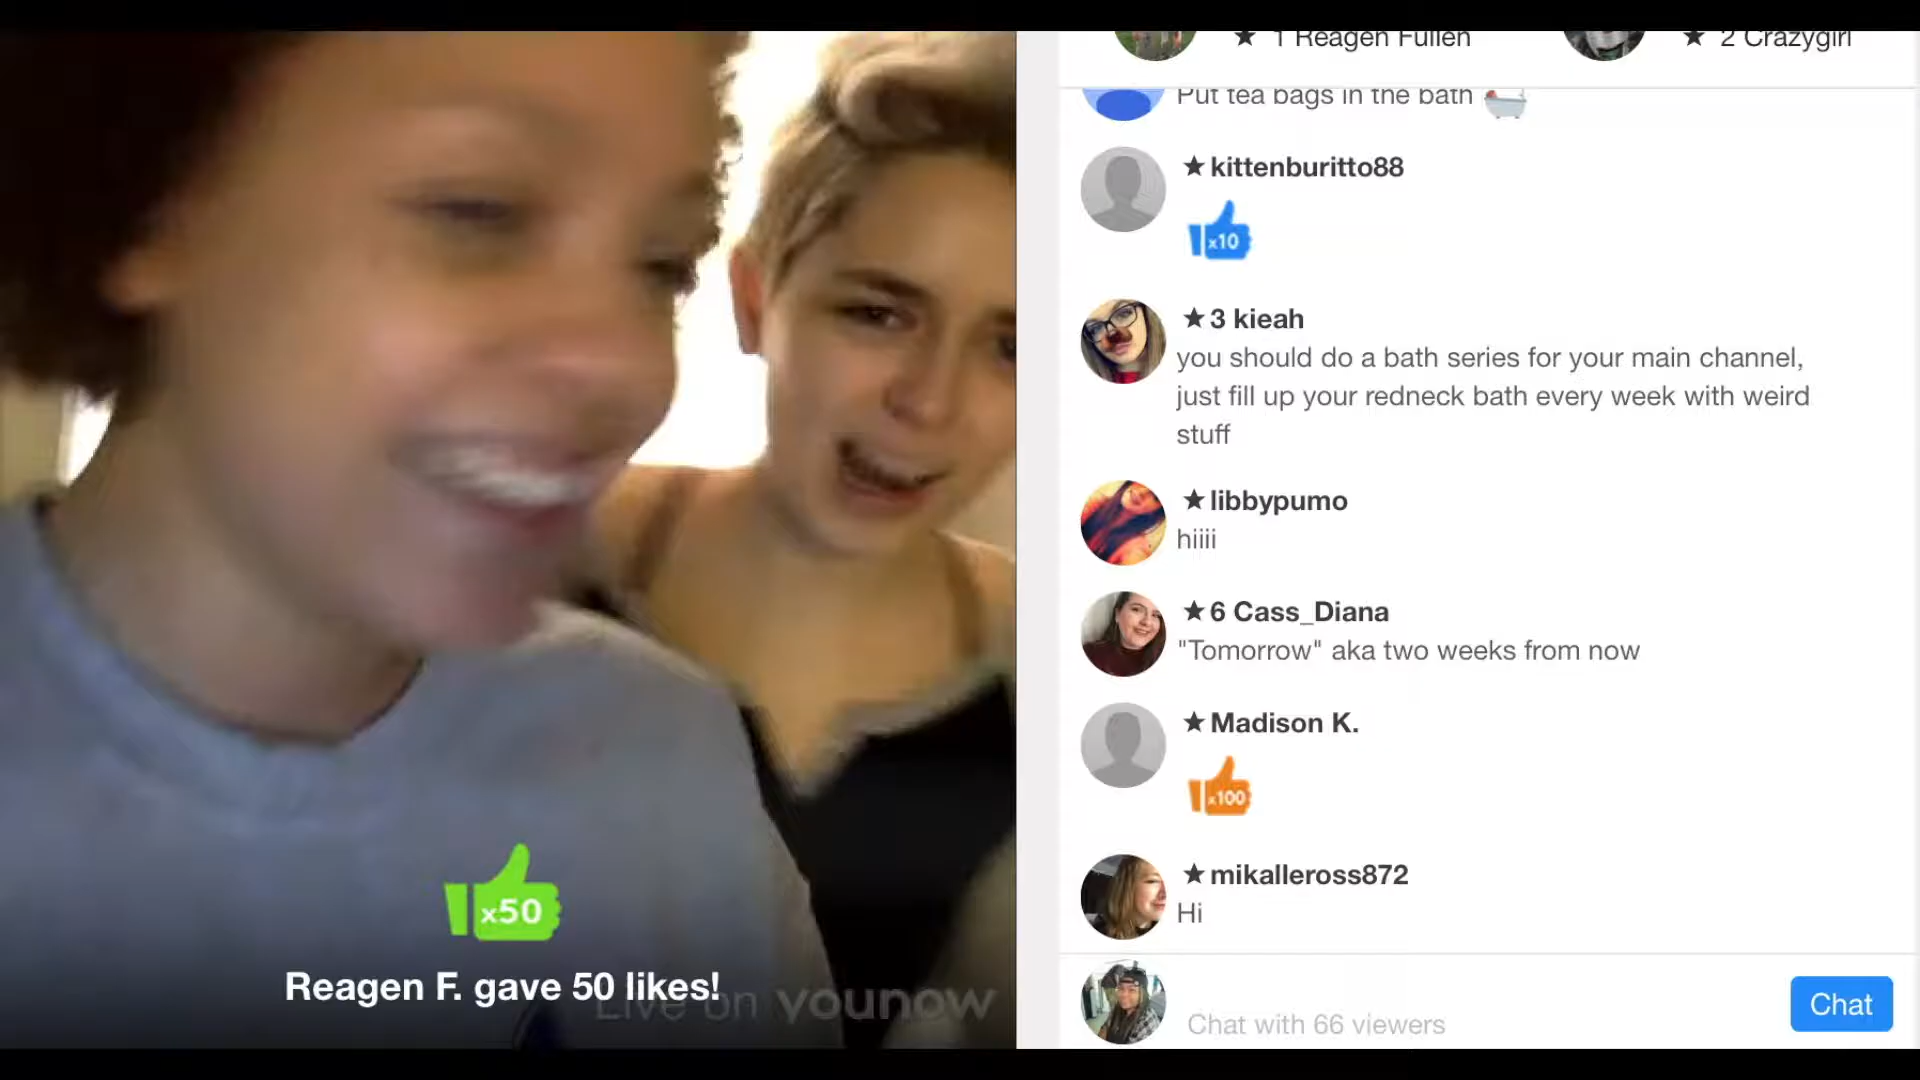 ★ 1 Reagen Fullen
★ 2 Crazygirl
Put tea bags in the bath 🛁
★ kittenburitto88
x10
★ 3 kieah
you should do a bath series for your main channel,
just fill up your redneck bath every week with weird
stuff
★ libbypumo
hiiii
★ 6 Cass_Diana
"Tomorrow" aka two weeks from now
★ Madison K.
x100
★ mikalleross872
Hi
Chat with 66 viewers
Chat
x50
Reagen F. gave 50 likes!
Live on younow